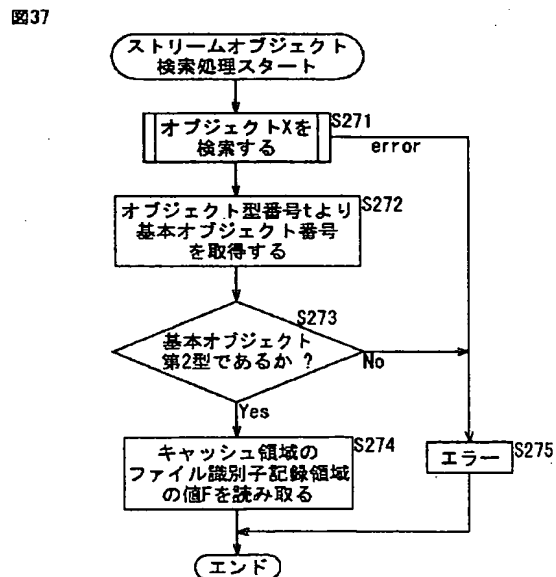 図37
ストリームオブジェクト
検索処理スタート
オブジェクトXを
検索する
S271
error
オブジェクト型番号tより
基本オブジェクト番号
を取得する
S272
S273
基本オブジェクト
第2型であるか ?
No
Yes
キャッシュ領域の
ファイル識別子記録領域
の値Fを読み取る
S274
エラー
S275
エンド